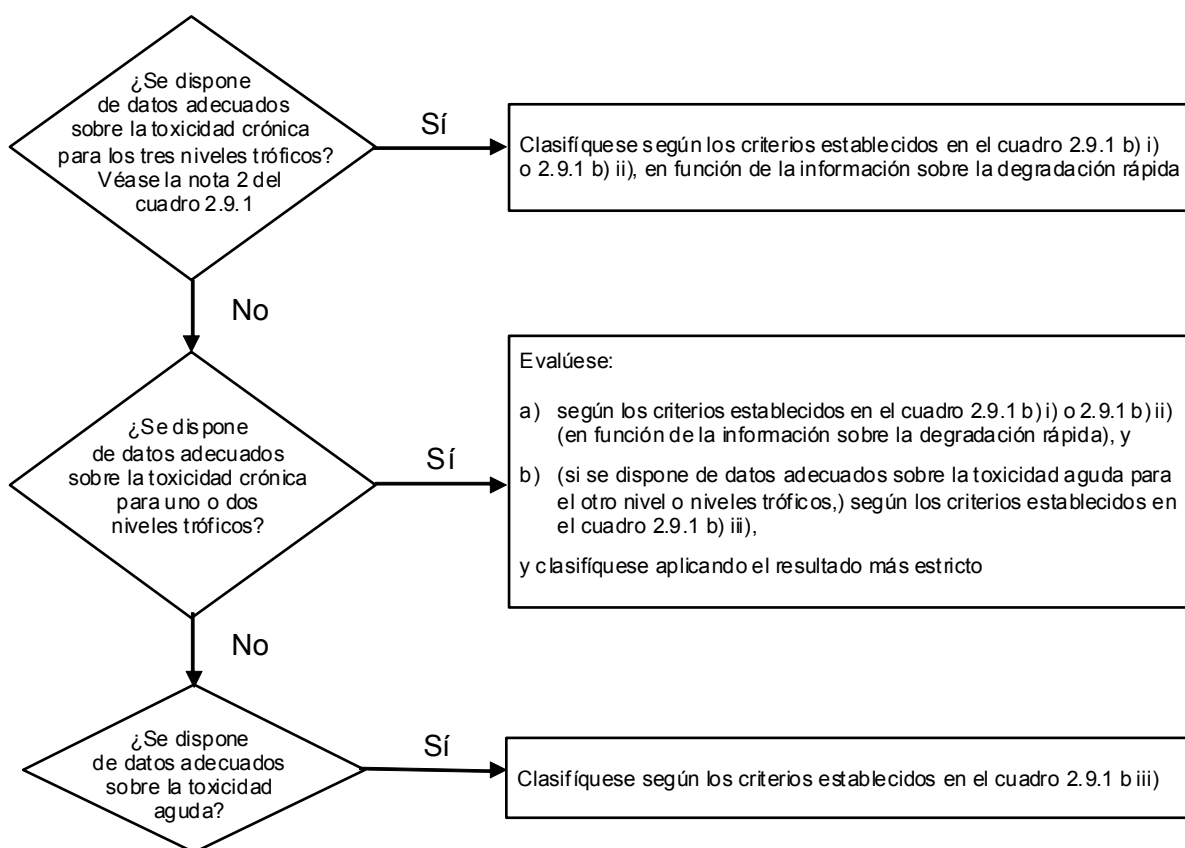 ¿Se dispone
de datos adecuados
sobre la toxicidad crónica
para los tres niveles tróficos?
Véase la nota 2 del
cuadro 2.9.1
Sí
Clasifíquese según los criterios establecidos en el cuadro 2.9.1 b) i)
o 2.9.1 b) ii), en función de la información sobre la degradación rápida
No
¿Se dispone
de datos adecuados
sobre la toxicidad crónica
para uno o dos
niveles tróficos?
Sí
Evalúese:
a) según los criterios establecidos en el cuadro 2.9.1 b) i) o 2.9.1 b) ii)
(en función de la información sobre la degradación rápida), y
b) (si se dispone de datos adecuados sobre la toxicidad aguda para
el otro nivel o niveles tróficos,) según los criterios establecidos en
el cuadro 2.9.1 b) iii),
y clasifíquese aplicando el resultado más estricto
No
¿Se dispone
de datos adecuados
sobre la toxicidad
aguda?
Sí
Clasifíquese según los criterios establecidos en el cuadro 2.9.1 b iii)